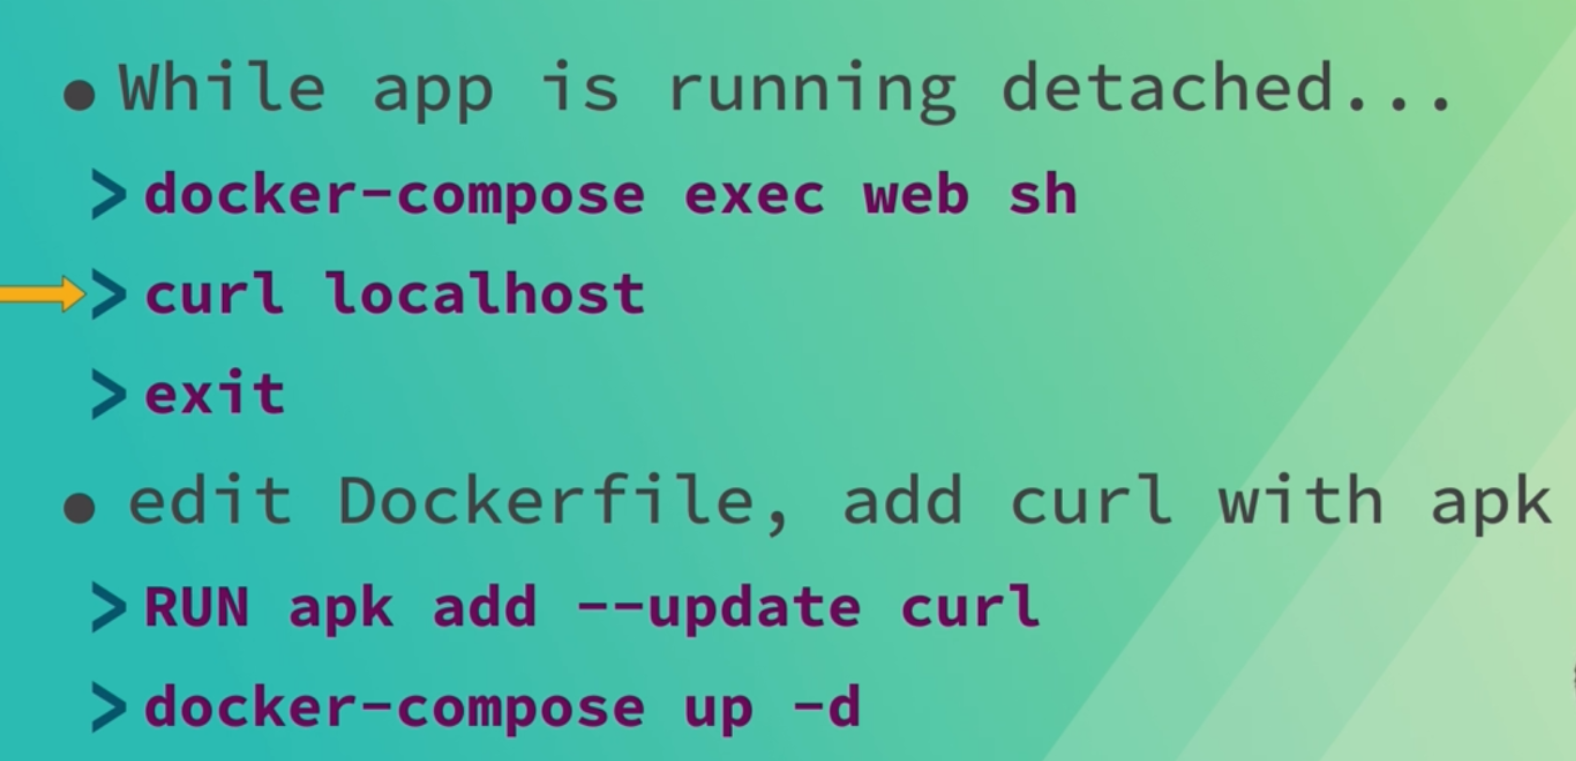 ● While app is running detached...
> docker-compose exec web sh
> curl localhost
> exit
● edit Dockerfile, add curl with apk
> RUN apk add --update curl
> docker-compose up -d